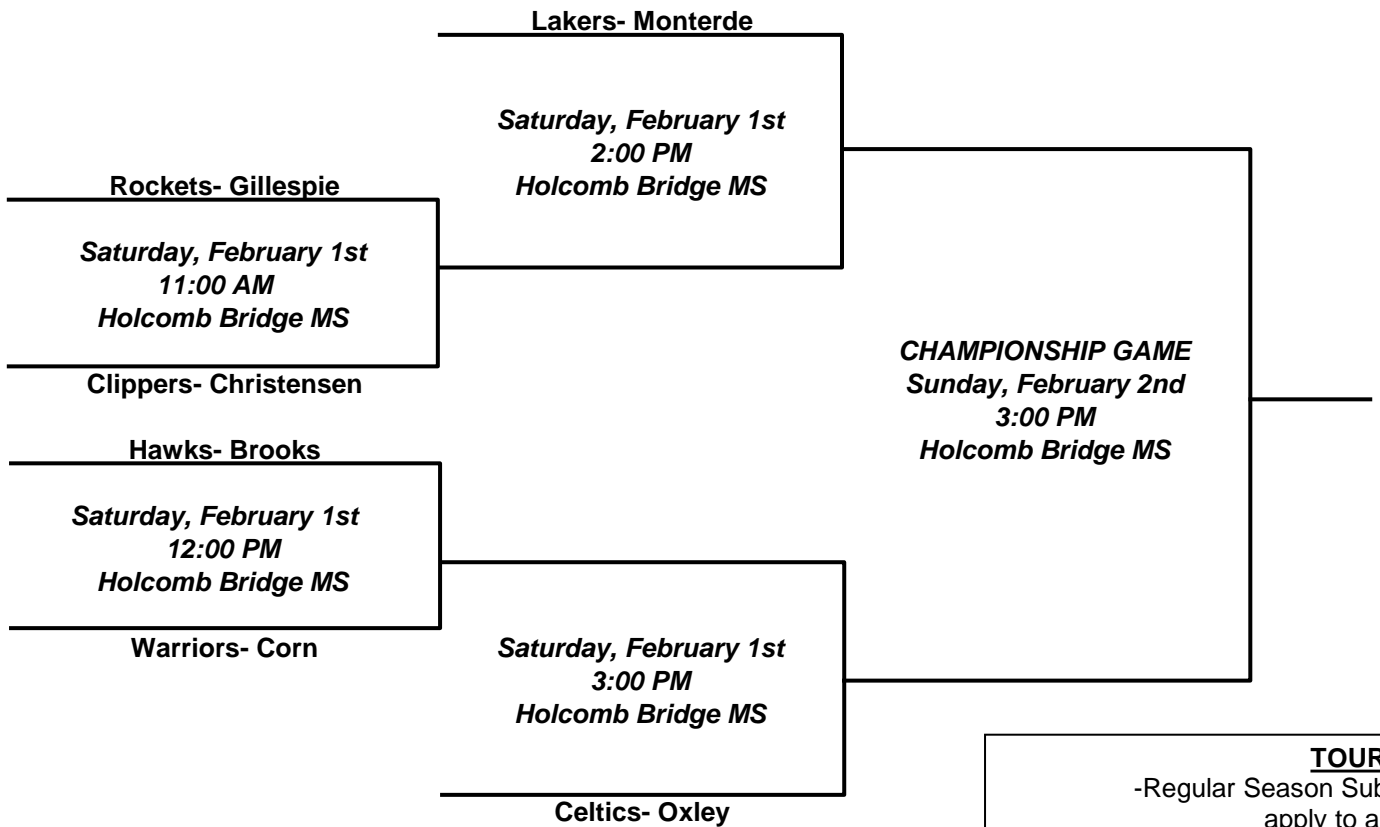 Lakers- Monterde
Saturday, February 1st
2:00 PM
Holcomb Bridge MS
Rockets- Gillespie
Saturday, February 1st
11:00 AM
Holcomb Bridge MS
Clippers- Christensen
CHAMPIONSHIP GAME
Sunday, February 2nd
3:00 PM
Holcomb Bridge MS
Hawks- Brooks
Saturday, February 1st
12:00 PM
Holcomb Bridge MS
Warriors- Corn
Saturday, February 1st
3:00 PM
Holcomb Bridge MS
Celtics- Oxley
-Regular Season
apply to